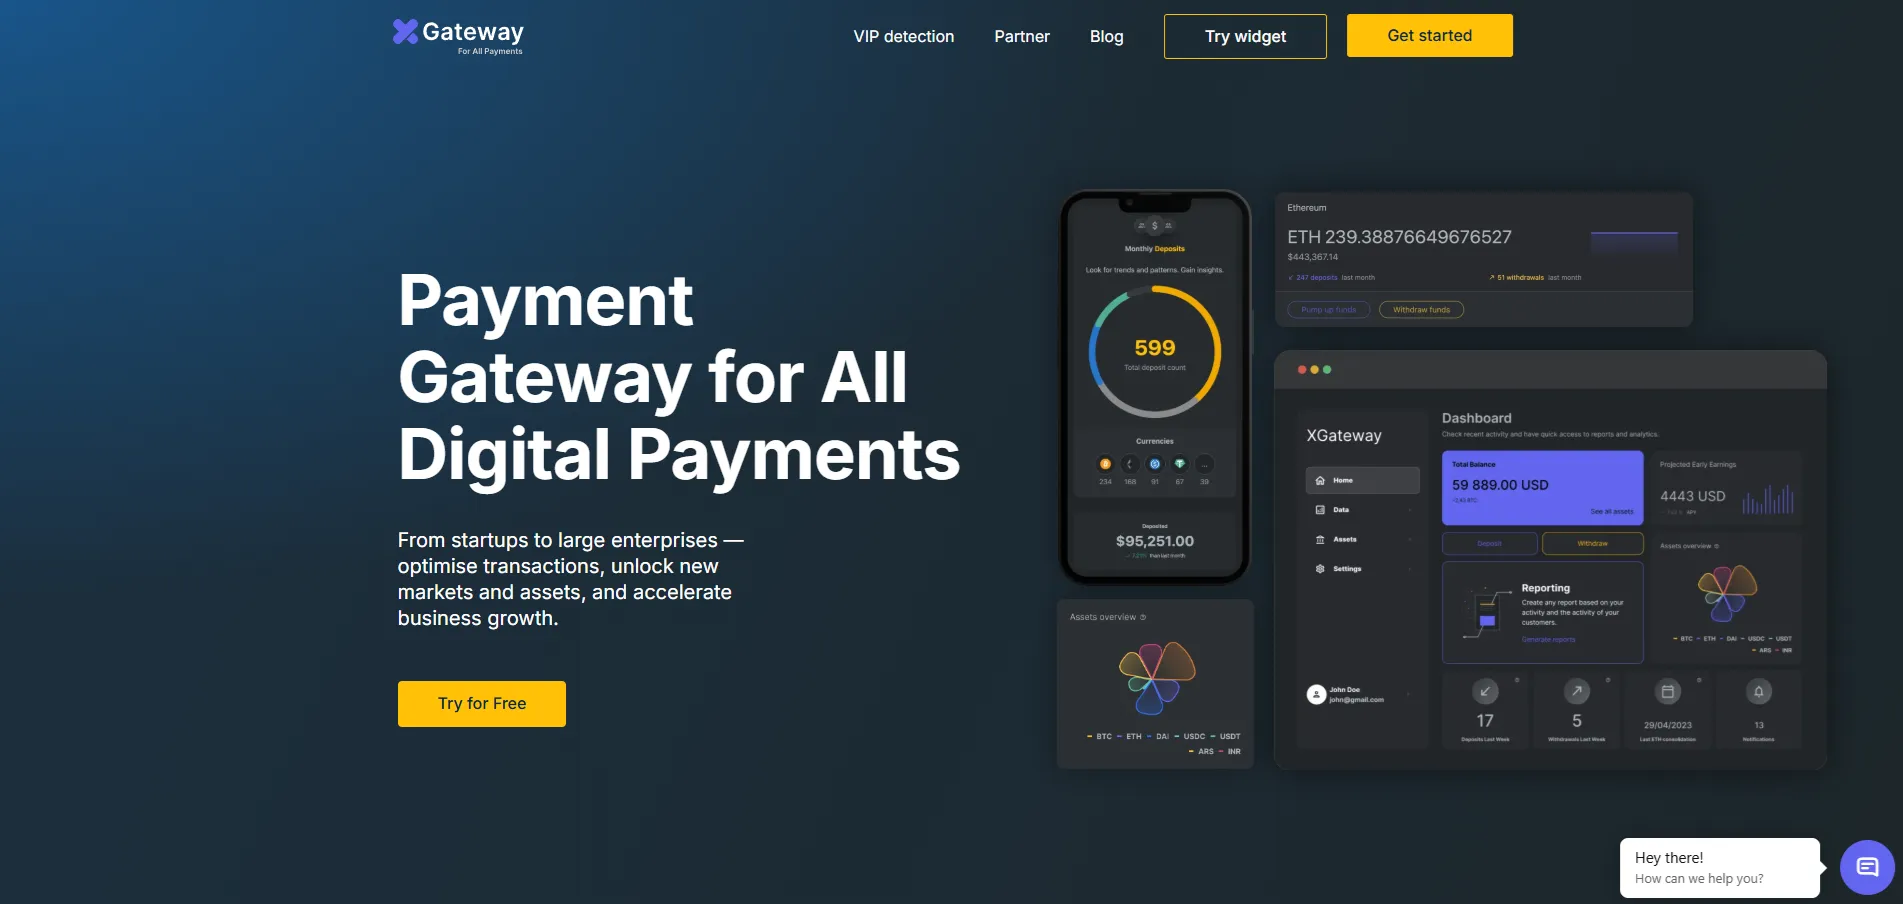 Gateway
For All Payments
VIP detection
Partner
Blog
Try widget
Get started
Payment
Gateway for All
Digital Payments
From startups to large enterprises —
optimise transactions, unlock new
markets and assets, and accelerate
business growth.
Try for Free
$
Monthly Deposits
Look for trends and patterns. Gain insights.
599
Total deposit count
Currencies
234 168 91 67 39
Deposited
$95,251.00
than last month
Assets overview
BTC ETH DAI USDC USDT
ARS INR
Ethereum
ETH 239.38876649676527
$443,367.14
247 deposits last month
51 withdrawals last month
Pump up funds
Withdraw funds
XGateway
Home
Data
Assets
Settings
John Doe
john@gmail.com
Dashboard
Check recent activity and have quick access to reports and analytics.
Total Balance
59 889.00 USD
See all assets
Projected Early Earnings
4443 USD
Deposit
Withdraw
Reporting
Create any report based on your
activity and the activity of your
customers.
Generate reports
Assets overview
BTC ETH DAI USDC USDT
ARS INR
17
Deposits Last Week
5
Withdrawals Last Week
29/04/2023
Last ETH-consolidation
13
Notifications
Hey there!
How can we help you?